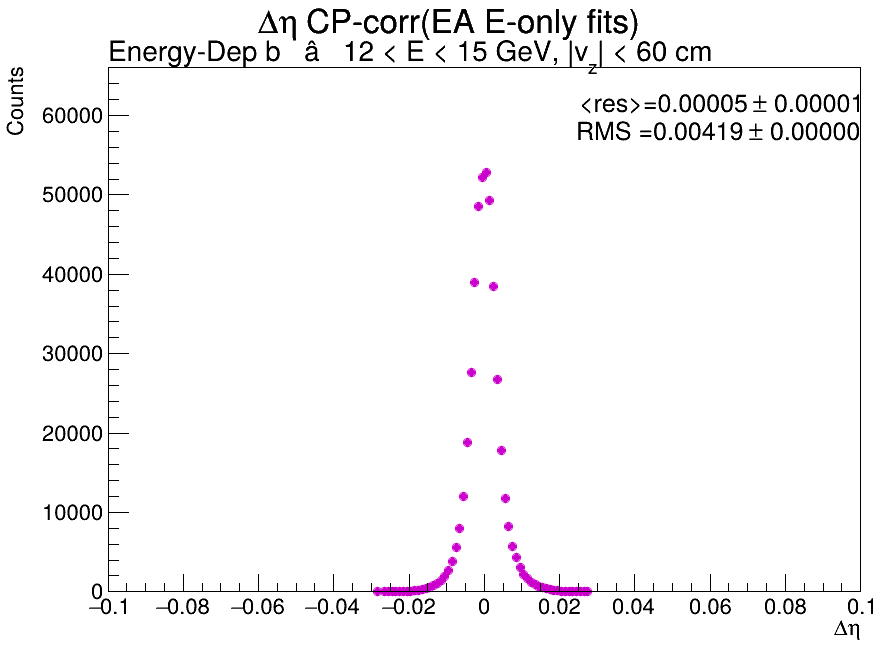 Δη CP-corr(EA E-only fits)
Energy-Dep b â 12 < E < 15 GeV, |v_z| < 60 cm
Counts
<res>=0.00005 ± 0.00001
RMS =0.00419 ± 0.00000
60000
50000
40000
30000
20000
10000
0
−0.1 −0.08 −0.06 −0.04 −0.02 0 0.02 0.04 0.06 0.08 0.1
Δη